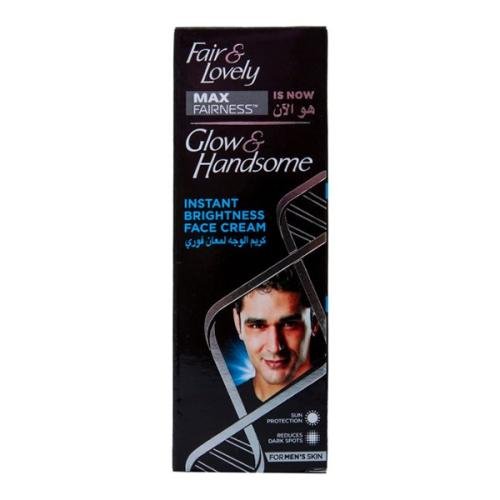 Fair &
Lovely
MAX
FAIRNESS™
IS NOW
هو الآن
Glow &
Handsome
INSTANT
BRIGHTNESS
FACE CREAM
كريم الوجه لمعان فوري
SUN
PROTECTION
REDUCES
DARK SPOTS
FOR MEN'S SKIN